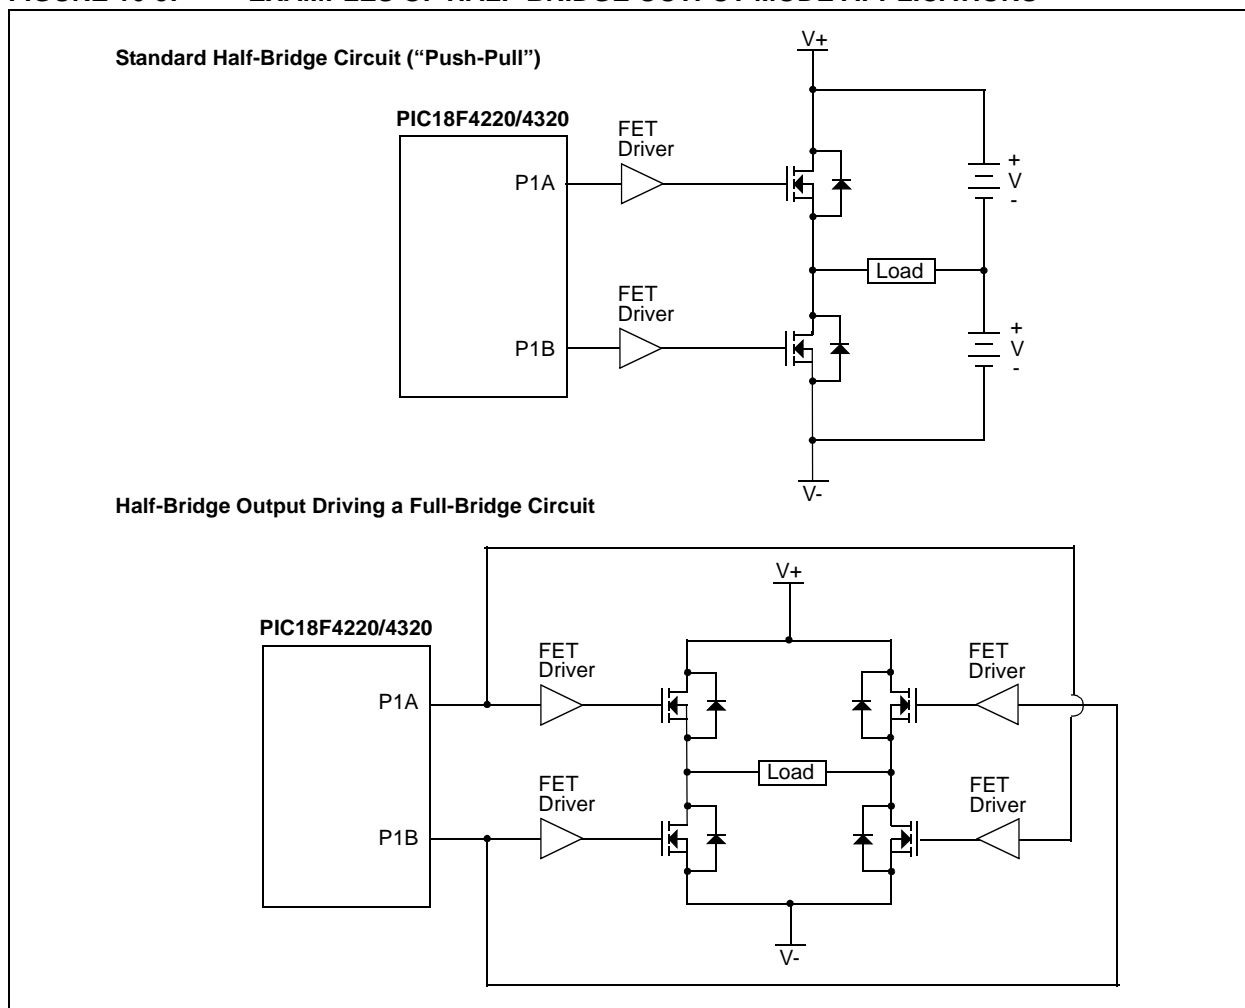 Standard Half-Bridge Circuit (“Push-Pull”)
V+
PIC18F4220/4320
FET
Driver
P1A
+
V
-
Load
FET
Driver
P1B
+
V
-
V-
Half-Bridge Output Driving a Full-Bridge Circuit
V+
PIC18F4220/4320
FET
Driver
FET
Driver
P1A
Load
FET
Driver
FET
Driver
P1B
V-